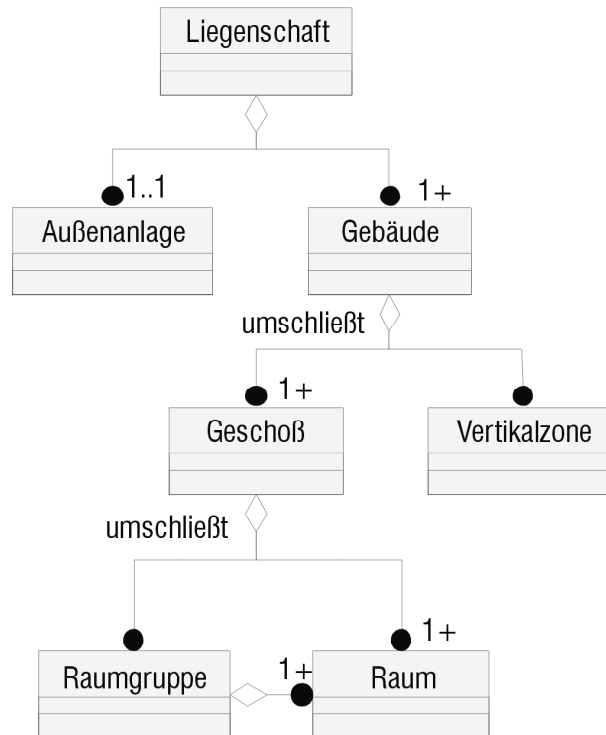 Liegenschaft
1..1
1+
Außenanlage
Gebäude
umschließt
1+
Geschoß
Vertikalzone
umschließt
1+
1+
Raumgruppe
Raum